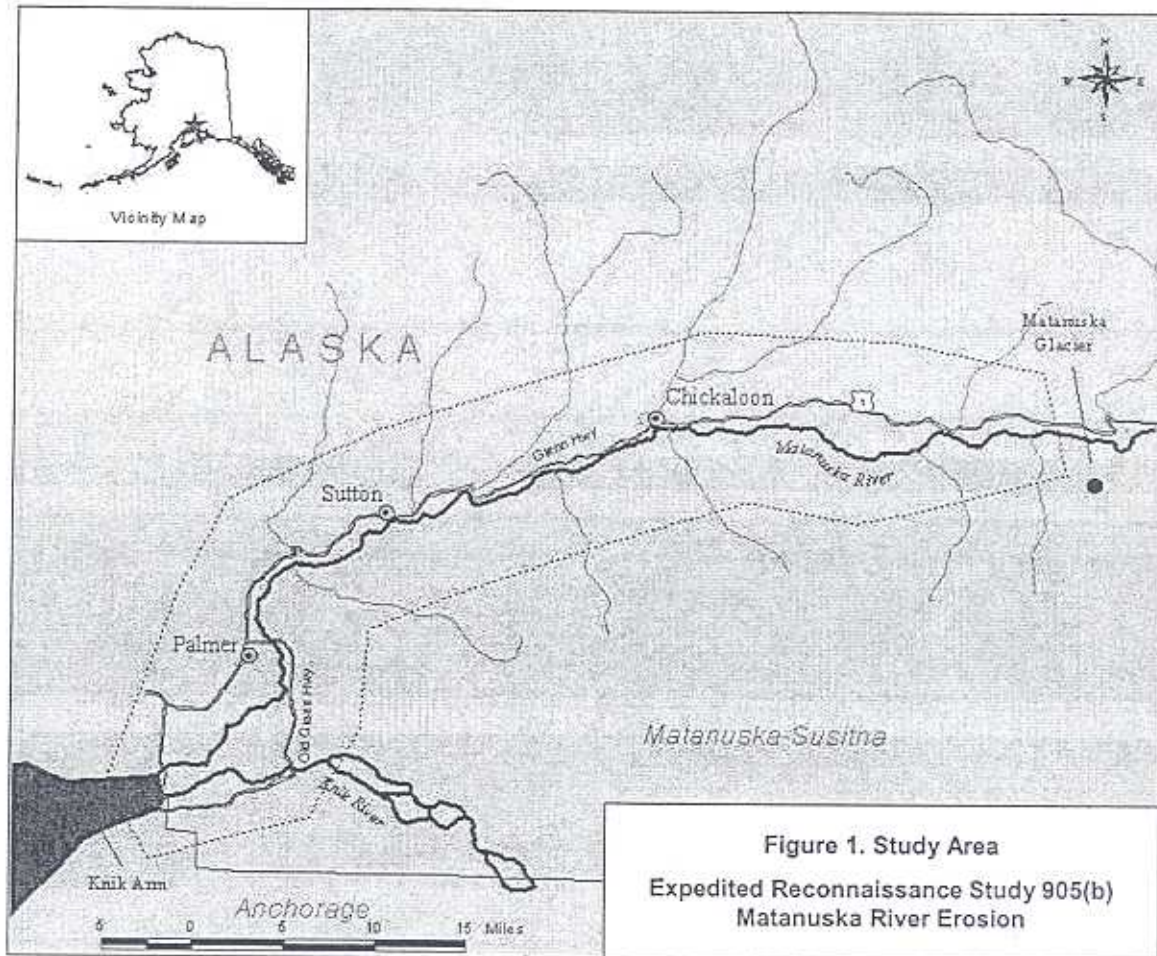 Vicinity Map
N
W E
S
ALASKA
Matanuska
Glacier
Chickaloon
1
Glenn Hwy
Matanuska River
Sutton
Palmer
Old Glenn Hwy
Matanuska-Susitna
Knik River
Knik Arm
Anchorage
5 0 5 10 15 Miles
Figure 1. Study Area
Expedited Reconnaissance Study 905(b)
Matanuska River Erosion